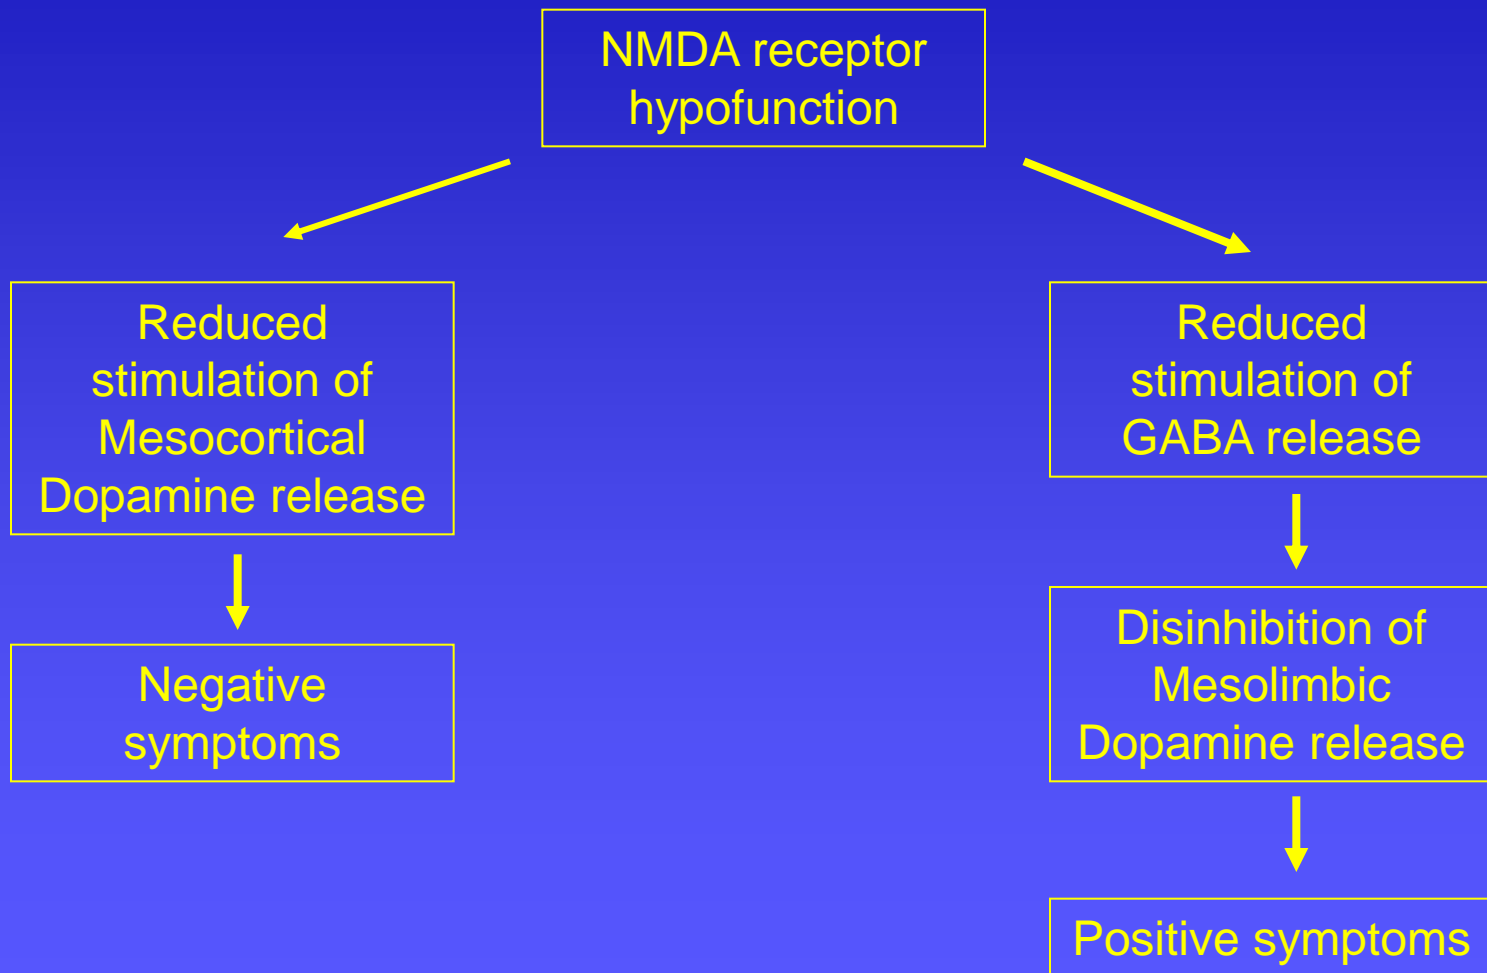 NMDA receptor
hypofunction
Reduced
stimulation of
Mesocortical
Dopamine release
Negative
symptoms
Reduced
stimulation of
GABA release
Disinhibition of
Mesolimbic
Dopamine release
Positive symptoms